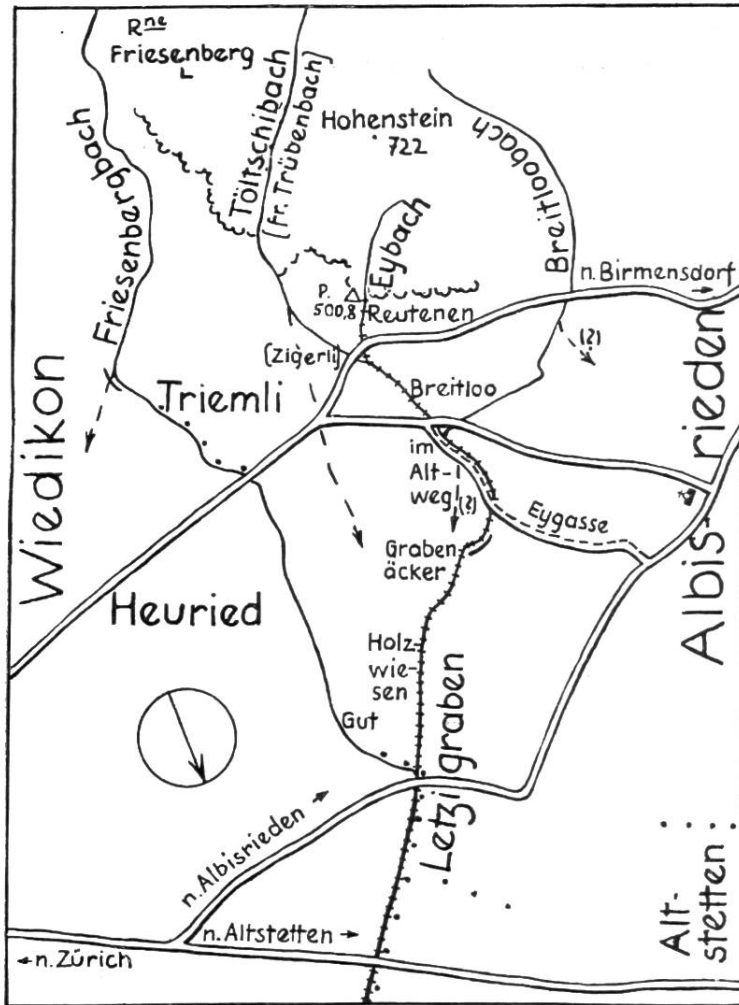 Rne
Friesenberg
Töltschibach
[Fr. Trübenbach]
Hohenstein
722
Breitloobach
Friesenbergbach
Eybach
n. Birmensdorf
P.
500,8
Reutenen
[Zigerli]
(?)
Breitloo
Triemli
Wiedikon
im
Alt-
weg
(?)
Eygasse
Albis-
rieden
Graben-
äcker
Heuried
Holz-
wie-
sen
Gut
Letzigraben
n. Albisrieden
n. Altstetten
n. Zürich
Alt-
stetten